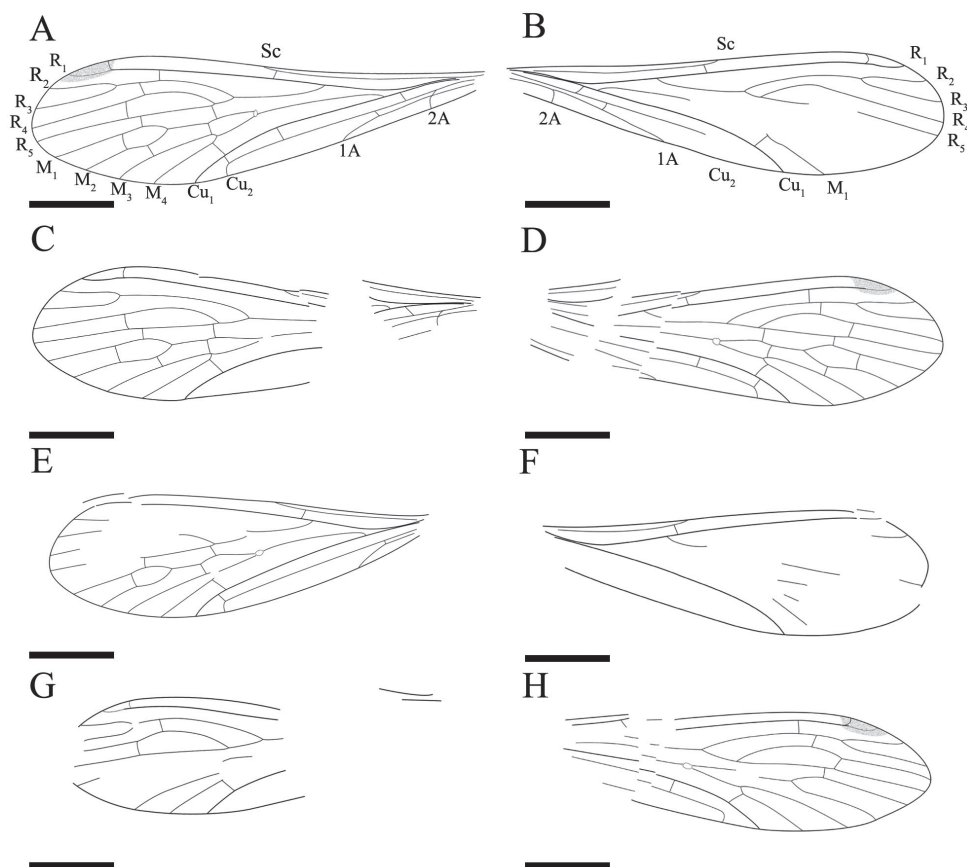 A
B
Sc
Sc
R₁
R₂
R₃
R₄
R₅
M₁
M₂
M₃
M₄
Cu₁
Cu₂
1A
2A
2A
1A
Cu₂
Cu₁
M₁
R₁
R₂
R₃
R₄
R₅
C
D
E
F
G
H